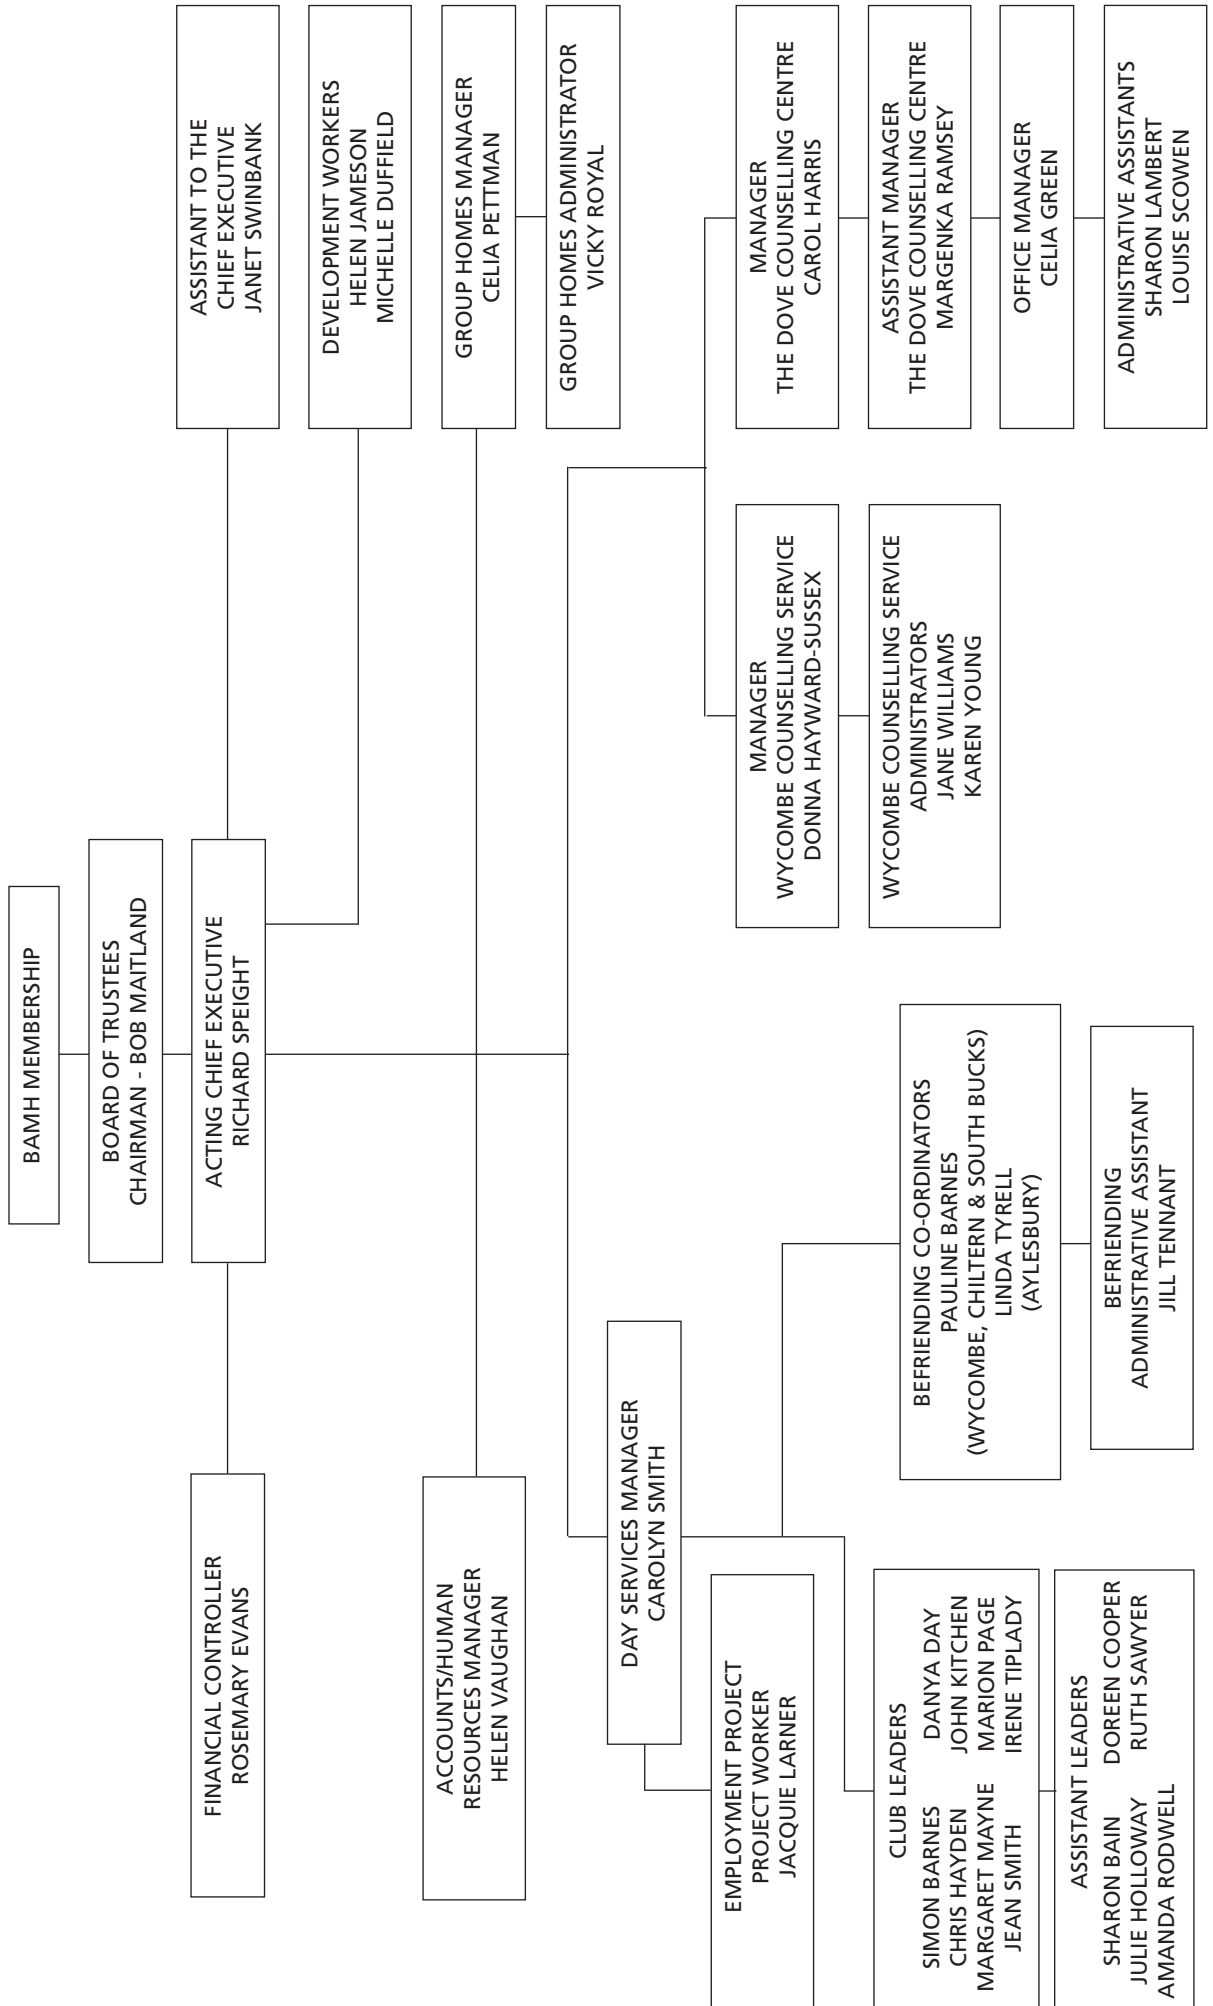 BAMH MEMBERSHIP
BOARD OF TRUSTEES
CHAIRMAN - BOB MAITLAND
FINANCIAL CONTROLLER
ROSEMARY EVANS
ACTING CHIEF EXECUTIVE
RICHARD SPEIGHT
ASSISTANT TO THE
CHIEF EXECUTIVE
JANET SWINBANK
DEVELOPMENT WORKERS
HELEN JAMESON
MICHELLE DUFFIELD
ACCOUNTS/HUMAN
RESOURCES MANAGER
HELEN VAUGHAN
GROUP HOMES MANAGER
CELIA PETTMAN
GROUP HOMES ADMINISTRATOR
VICKY ROYAL
DAY SERVICES MANAGER
CAROLYN SMITH
EMPLOYMENT PROJECT
PROJECT WORKER
JACQUIE LARNER
CLUB LEADERS
SIMON BARNES DANYA DAY
CHRIS HAYDEN JOHN KITCHEN
MARGARET MAYNE MARION PAGE
JEAN SMITH IRENE TIPLADY
ASSISTANT LEADERS
SHARON BAIN DOREEN COOPER
JULIE HOLLOWAY RUTH SAWYER
AMANDA RODWELL
BEFRIENDING CO-ORDINATORS
PAULINE BARNES
(WYCOMBE, CHILTERN & SOUTH BUCKS)
LINDA TYRELL
(AYLESBURY)
BEFRIENDING
ADMINISTRATIVE ASSISTANT
JILL TENNANT
MANAGER
WYCOMBE COUNSELLING SERVICE
DONNA HAYWARD-SUSSEX
WYCOMBE COUNSELLING SERVICE
ADMINISTRATORS
JANE WILLIAMS
KAREN YOUNG
MANAGER
THE DOVE COUNSELLING CENTRE
CAROL HARRIS
ASSISTANT MANAGER
THE DOVE COUNSELLING CENTRE
MARGENKA RAMSEY
OFFICE MANAGER
CELIA GREEN
ADMINISTRATIVE ASSISTANTS
SHARON LAMBERT
LOUISE SCOWEN